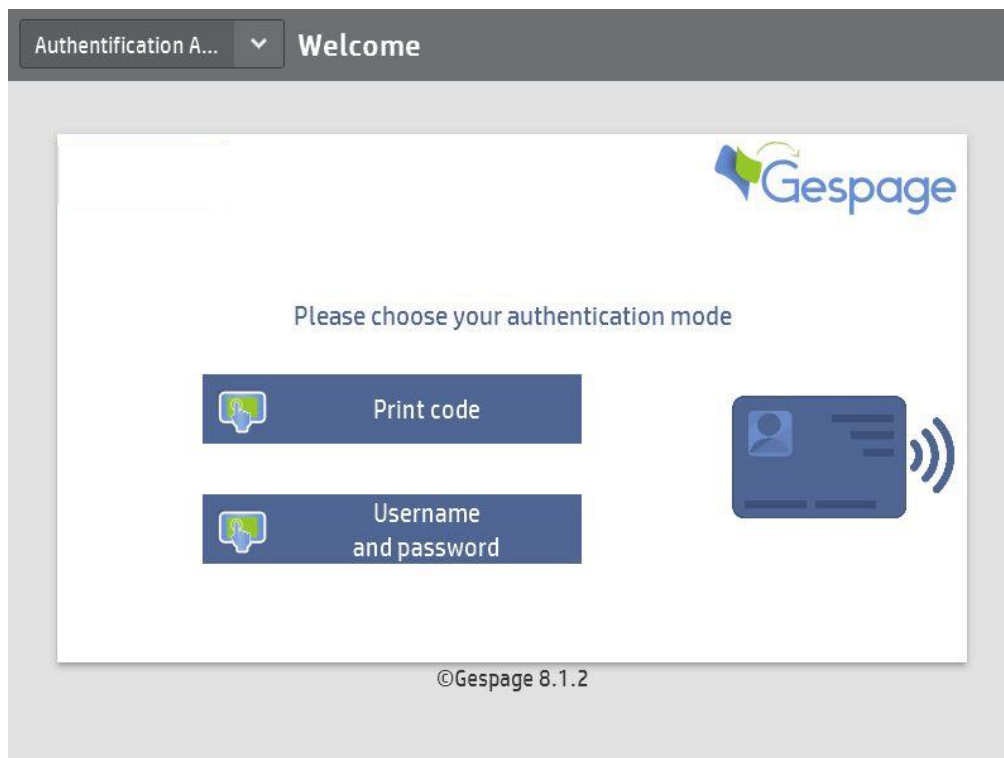 Authentification A...
Welcome
Gespage
Please choose your authentication mode
Print code
Username
and password
©Gespage 8.1.2